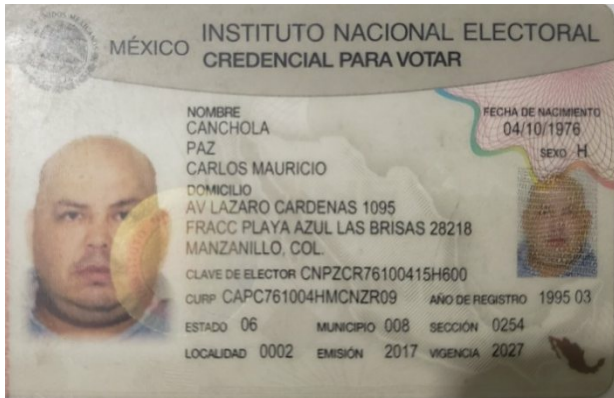 MÉXICO INSTITUTO NACIONAL ELECTORAL
CREDENCIAL PARA VOTAR
NOMBRE
CANCHOLA
PAZ
CARLOS MAURICIO
FECHA DE NACIMIENTO
04/10/1976
SEXO H
DOMICILIO
AV LAZARO CARDENAS 1095
FRACC PLAYA AZUL LAS BRISAS 28218
MANZANILLO, COL.
CLAVE DE ELECTOR CNPZCR76100415H600
CURP CAPC761004HMCNZR09 AÑO DE REGISTRO 1995 03
ESTADO 06 MUNICIPIO 008 SECCIÓN 0254
LOCALIDAD 0002 EMISIÓN 2017 VIGENCIA 2027